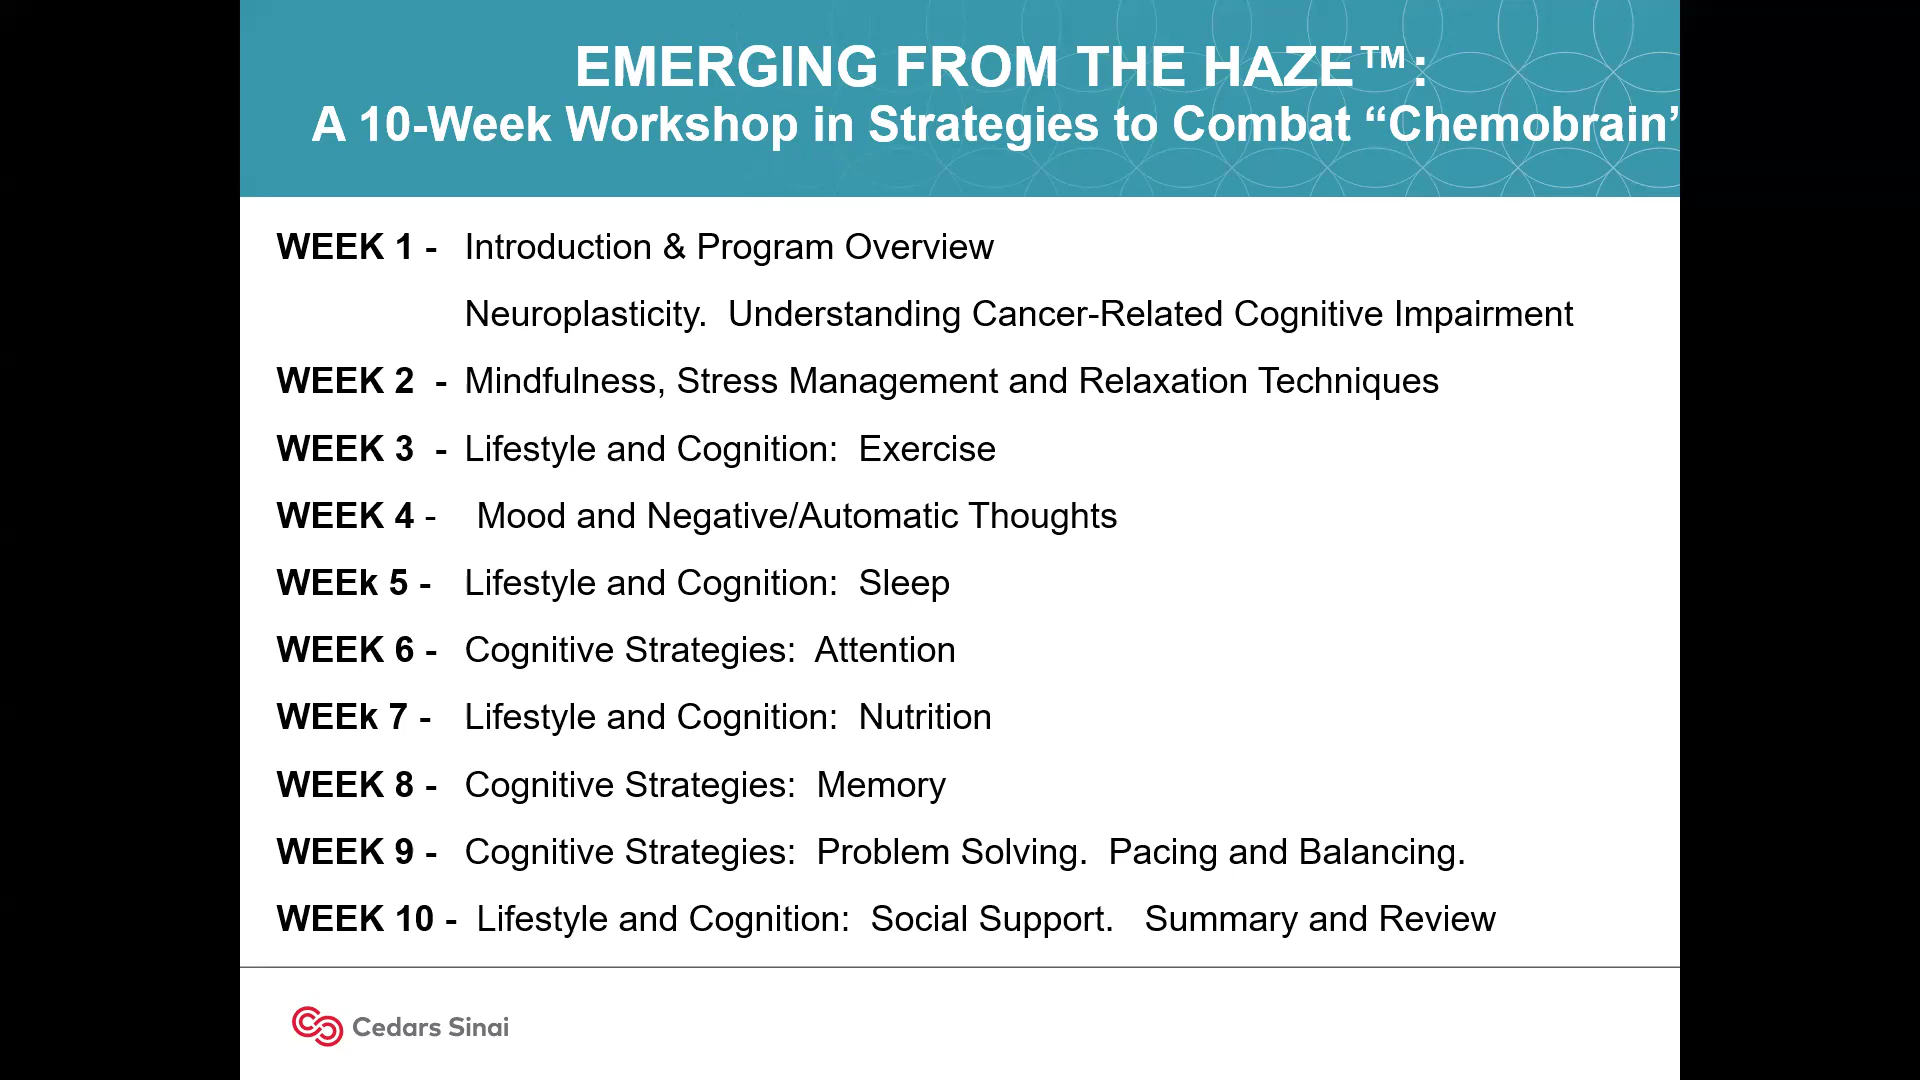 EMERGING FROM THE HAZE™:
A 10-Week Workshop in Strategies to Combat “Chemobrain’
WEEK 1 - Introduction & Program Overview
Neuroplasticity. Understanding Cancer-Related Cognitive Impairment
WEEK 2 - Mindfulness, Stress Management and Relaxation Techniques
WEEK 3 - Lifestyle and Cognition: Exercise
WEEK 4 - Mood and Negative/Automatic Thoughts
WEEk 5 - Lifestyle and Cognition: Sleep
WEEK 6 - Cognitive Strategies: Attention
WEEk 7 - Lifestyle and Cognition: Nutrition
WEEK 8 - Cognitive Strategies: Memory
WEEK 9 - Cognitive Strategies: Problem Solving. Pacing and Balancing.
WEEK 10 - Lifestyle and Cognition: Social Support. Summary and Review
Cedars Sinai